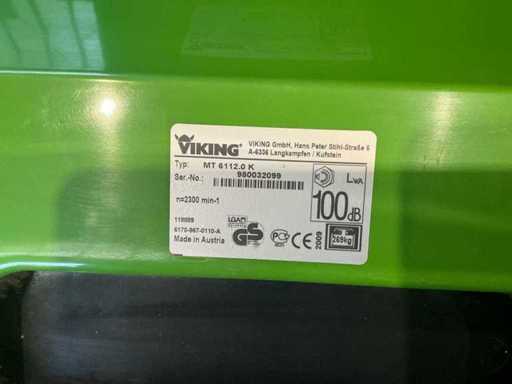 VIKING
VIKING GmbH, Hans Peter Stihl-Straße 5
A-6336 Langkampfen / Kufstein
Typ: MT 6112.0 K
Ser.-No.: 980032099
LWA
n=2300 min-1
100dB
6170-967-0110-A
Made in Austria
GS
2009
269kg